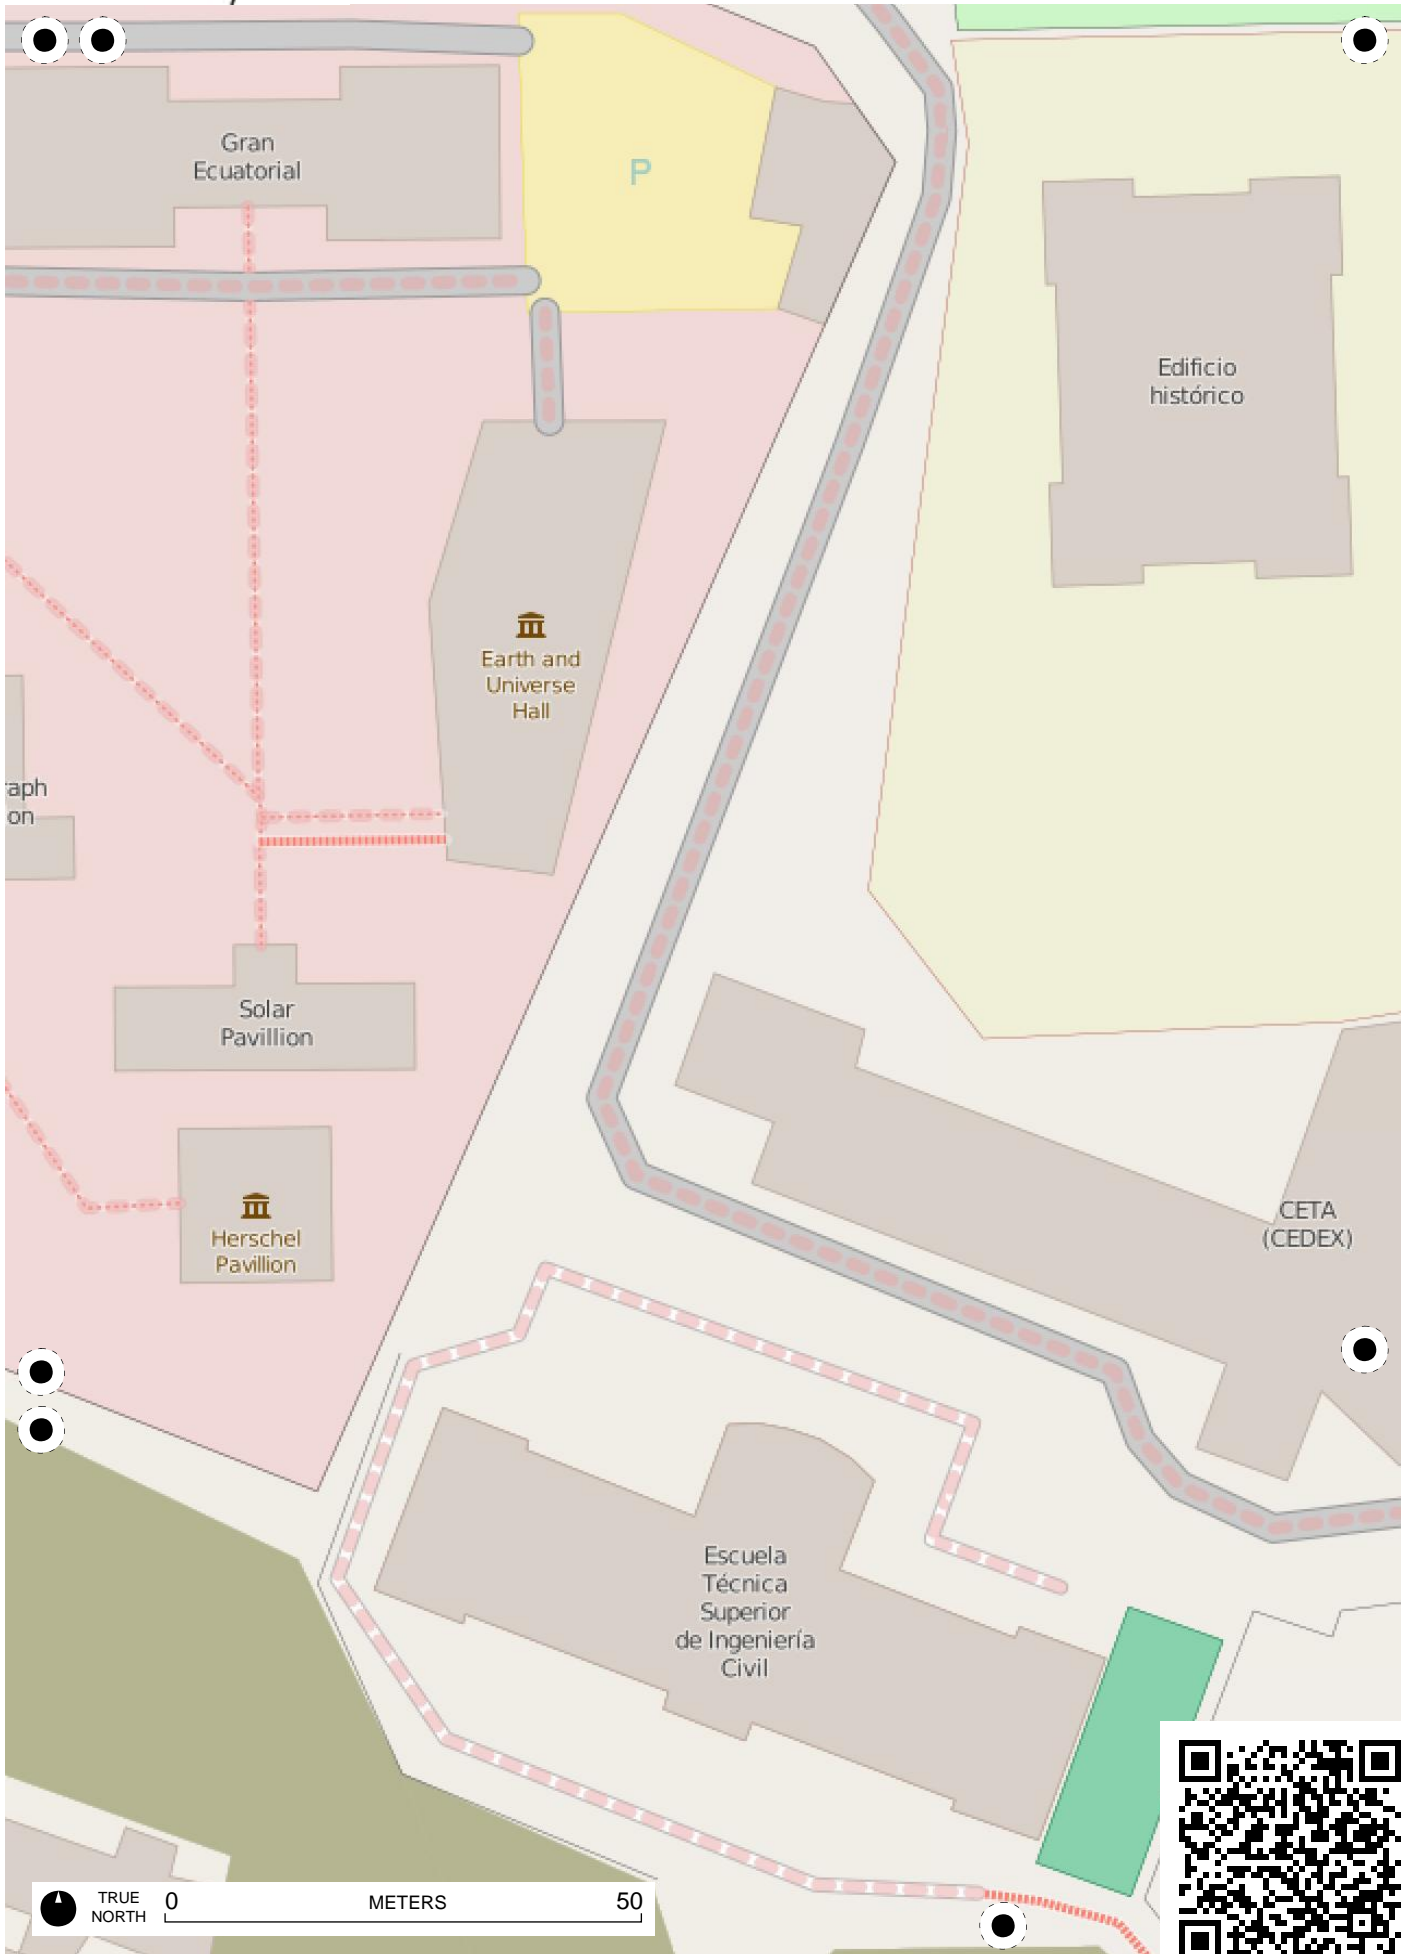 Gran
Ecuatorial
P
Edificio
histórico
Earth and
Universe
Hall
raph
on
Solar
Pavillion
CETA
(CEDEX)
Herschel
Pavillion
Escuela
Técnica
Superior
de Ingeniería
Civil
TRUE
NORTH
0
METERS
50